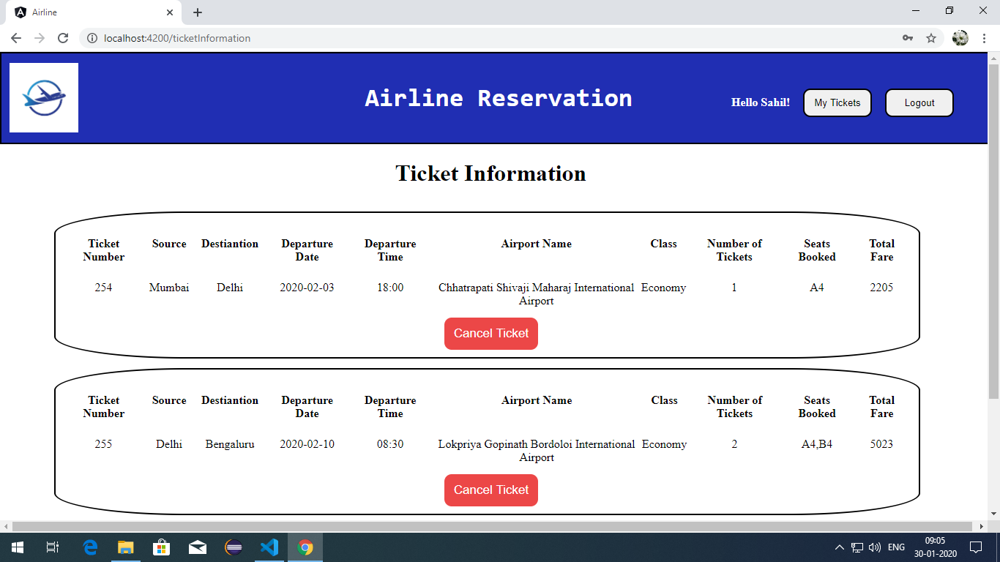 Airline
localhost:4200/ticketInformation
Airline Reservation
Hello Sahil!
My Tickets
Logout
Ticket Information
Ticket Number Source Destiantion Departure Date Departure Time Airport Name Class Number of Tickets Seats Booked Total Fare
254 Mumbai Delhi 2020-02-03 18:00 Chhatrapati Shivaji Maharaj International Airport Economy 1 A4 2205
Cancel Ticket
Ticket Number Source Destiantion Departure Date Departure Time Airport Name Class Number of Tickets Seats Booked Total Fare
255 Delhi Bengaluru 2020-02-10 08:30 Lokpriya Gopinath Bordoloi International Airport Economy 2 A4,B4 5023
Cancel Ticket
ENG
09:05
30-01-2020